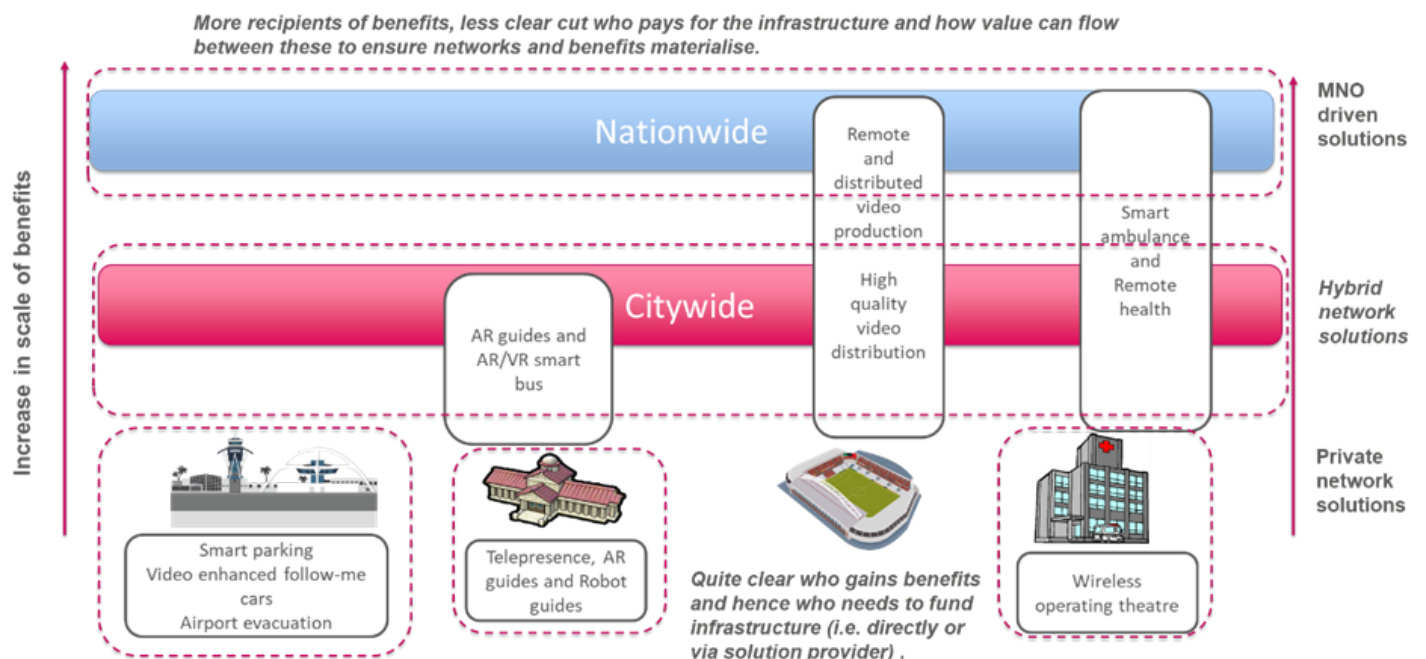 More recipients of benefits, less clear cut who pays for the infrastructure and how value can flow
between these to ensure networks and benefits materialise.
Increase in scale of benefits
Nationwide
MNO
driven
solutions
Remote
and
distributed
video
production
High
quality
video
distribution
Smart
ambulance
and
Remote
health
Citywide
Hybrid
network
solutions
AR guides and
AR/VR smart
bus
Private
network
solutions
Smart parking
Video enhanced follow-me
cars
Airport evacuation
Telepresence, AR
guides and Robot
guides
Quite clear who gains benefits
and hence who needs to fund
infrastructure (i.e. directly or
via solution provider) .
Wireless
operating theatre